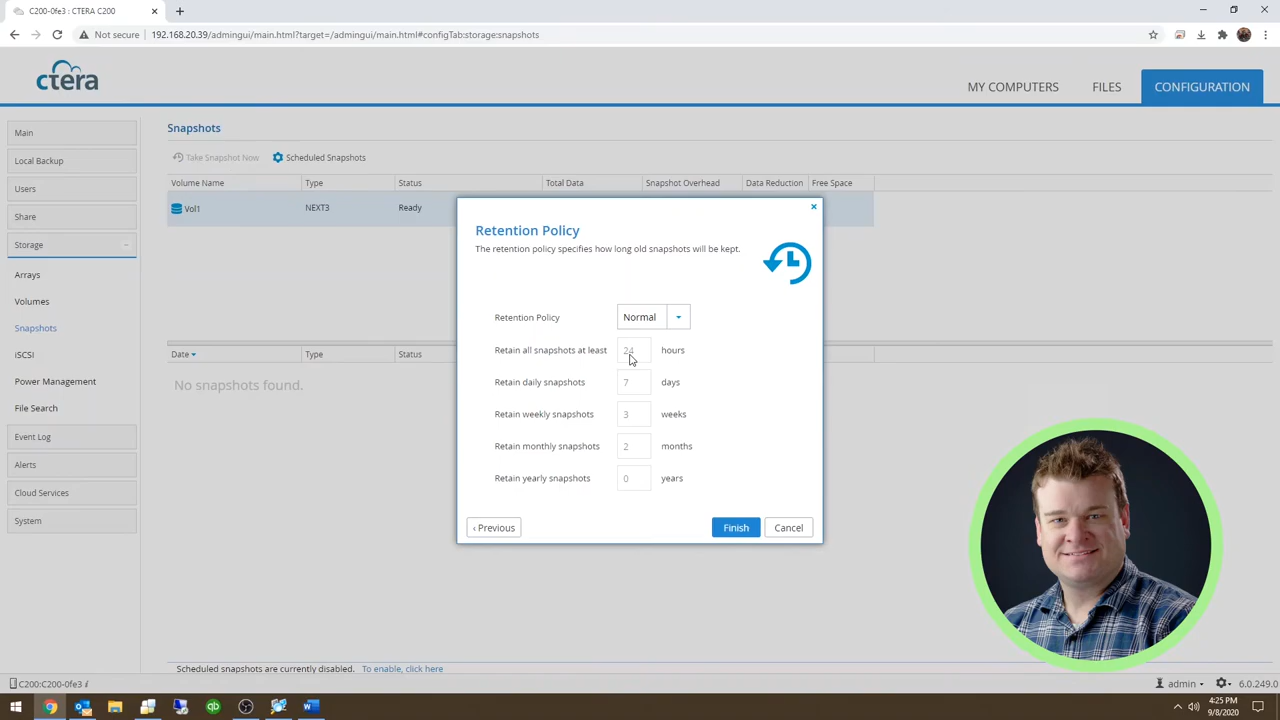 C200-0fe3 : CTERA C200
Not secure
192.168.20.39/admingui/main.html?target=/admingui/main.html#configTab:storage:snapshots
ctera
MY COMPUTERS
FILES
CONFIGURATION
Main
Local Backup
Users
Share
Storage
Arrays
Volumes
Snapshots
iSCSI
Power Management
File Search
Event Log
Alerts
Cloud Services
System
Snapshots
Take Snapshot Now
Scheduled Snapshots
Volume Name Type Status Total Data Snapshot Overhead Data Reduction Free Space
Vol1 NEXT3 Ready
Date Type Status
No snapshots found.
Retention Policy
The retention policy specifies how long old snapshots will be kept.
Retention Policy Normal
Retain all snapshots at least 24 hours
Retain daily snapshots 7 days
Retain weekly snapshots 3 weeks
Retain monthly snapshots 2 months
Retain yearly snapshots 0 years
‹ Previous
Finish
Cancel
Scheduled snapshots are currently disabled. To enable, click here
C200:C200-0fe3 i
admin
6.0.249.0
4:25 PM
9/8/2020